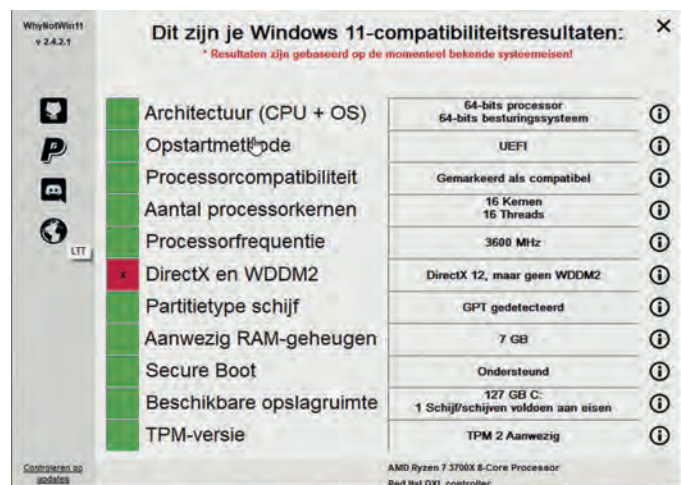 WhyNotWin11
v 2.4.2.1
Dit zijn je Windows 11-compatibiliteitsresultaten:
* Resultaten zijn gebaseerd op de momenteel bekende systeemeisen!
Architectuur (CPU + OS)
64-bits processor
64-bits besturingssysteem
Opstartmethode
UEFI
Processorcompatibiliteit
Gemarkeerd als compatibel
Aantal processorkernen
16 Kernen
16 Threads
Processorfrequentie
3600 MHz
LTT
X DirectX en WDDM2
DirectX 12, maar geen WDDM2
Partitietype schijf
GPT gedetecteerd
Aanwezig RAM-geheugen
7 GB
Secure Boot
Ondersteund
Beschikbare opslagruimte
127 GB C:
1 Schijf/schijven voldoen aan eisen
TPM-versie
TPM 2 Aanwezig
Controleren op
updates
AMD Ryzen 7 3700X 8-Core Processor
Red Hat QXL controller